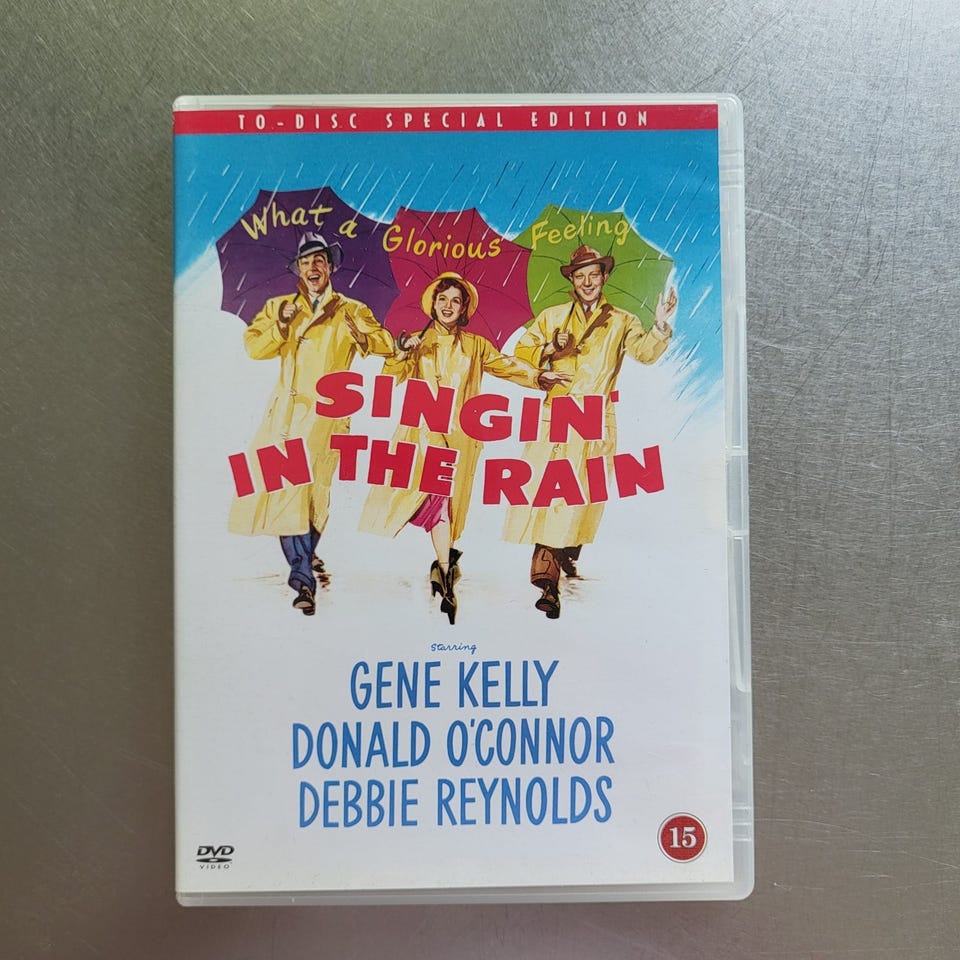 TO-DISC SPECIAL EDITION
What a Glorious Feeling
SINGIN'
IN THE RAIN
Starring
GENE KELLY
DONALD O'CONNOR
DEBBIE REYNOLDS
DVD
VIDEO
15